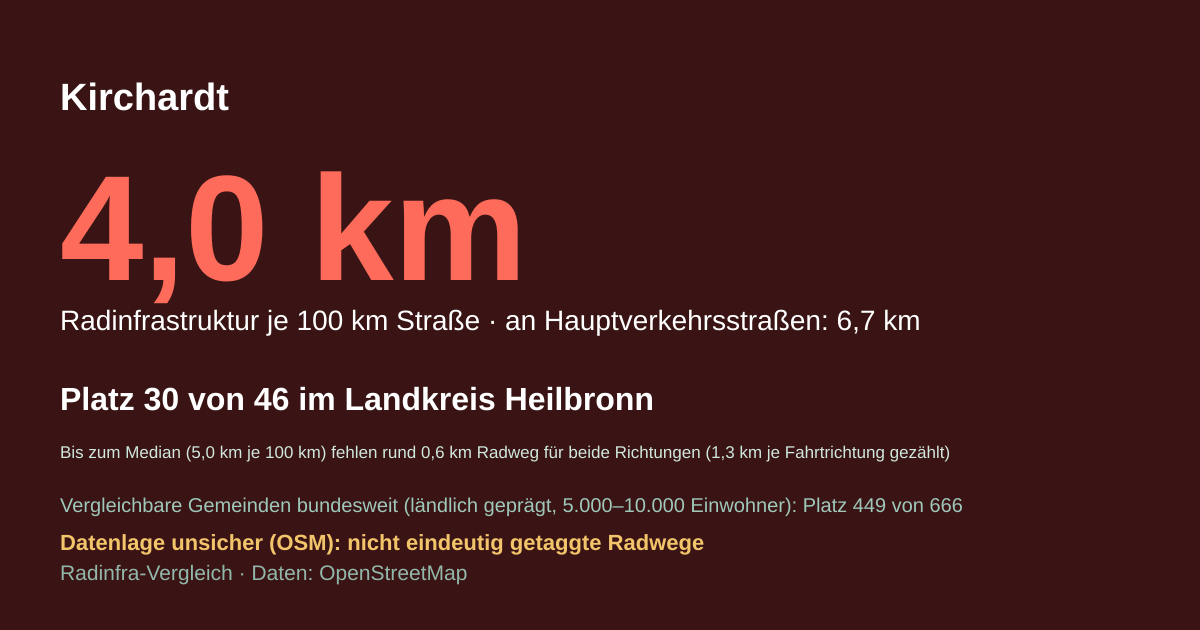 Kirchardt
4,0 km
Radinfrastruktur je 100 km Straße · an Hauptverkehrsstraßen: 6,7 km
Platz 30 von 46 im Landkreis Heilbronn
Bis zum Median (5,0 km je 100 km) fehlen rund 0,6 km Radweg für beide Richtungen (1,3 km je Fahrtrichtung gezählt)
Vergleichbare Gemeinden bundesweit (ländlich geprägt, 5.000–10.000 Einwohner): Platz 449 von 666
Datenlage unsicher (OSM): nicht eindeutig getaggte Radwege
Radinfra-Vergleich · Daten: OpenStreetMap